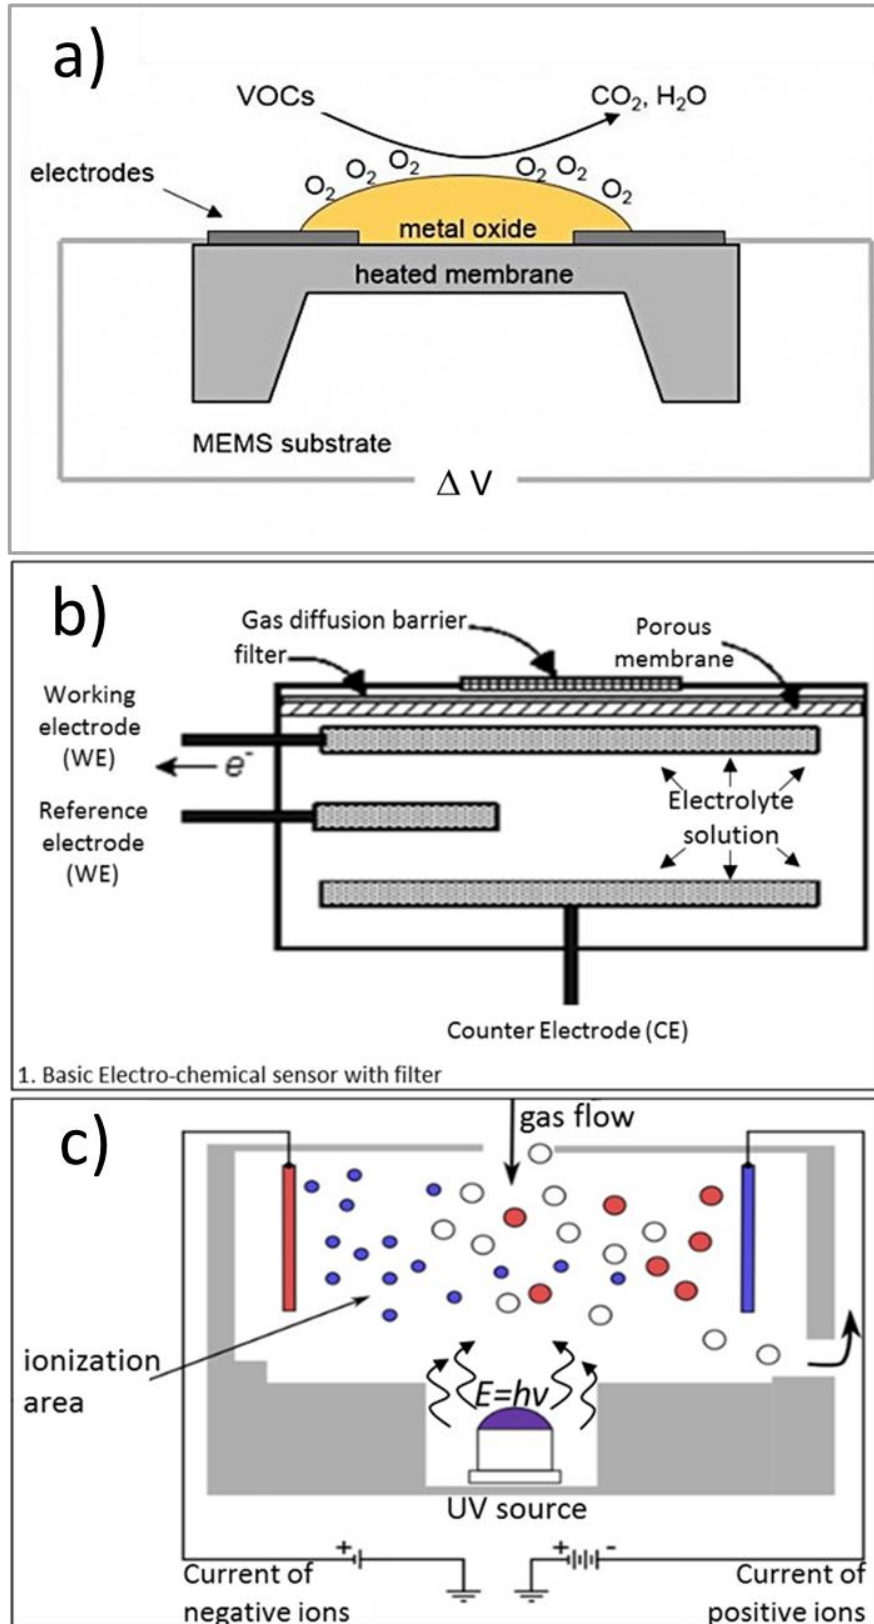 a)
VOCs
CO₂, H₂O
O₂
O₂
O₂
O₂
O₂
O₂
electrodes
metal oxide
heated membrane
MEMS substrate
Δ V
b)
Gas diffusion barrier
filter
Porous
membrane
Working
electrode
(WE)
e⁻
Reference
electrode
(WE)
Electrolyte
solution
Counter Electrode (CE)
1. Basic Electro-chemical sensor with filter
c)
gas flow
ionization
area
E=hν
UV source
+
+
-
Current of
negative ions
Current of
positive ions